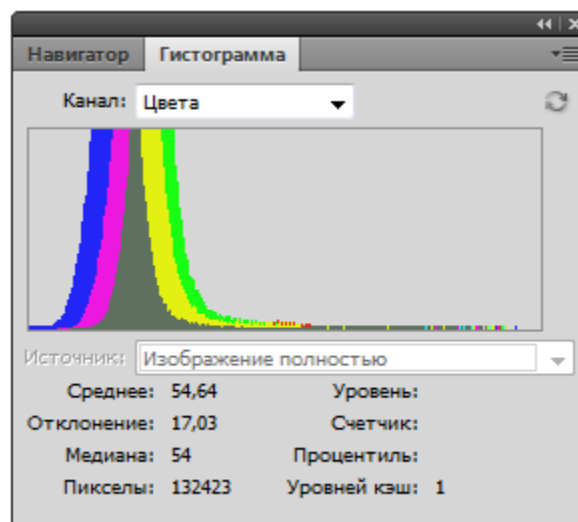 Навигатор Гистограмма
Канал: Цвета
Источник: Изображение полностью
Среднее: 54,64 Уровень:
Отклонение: 17,03 Счетчик:
Медиана: 54 Процентиль:
Пикселы: 132423 Уровней кэш: 1